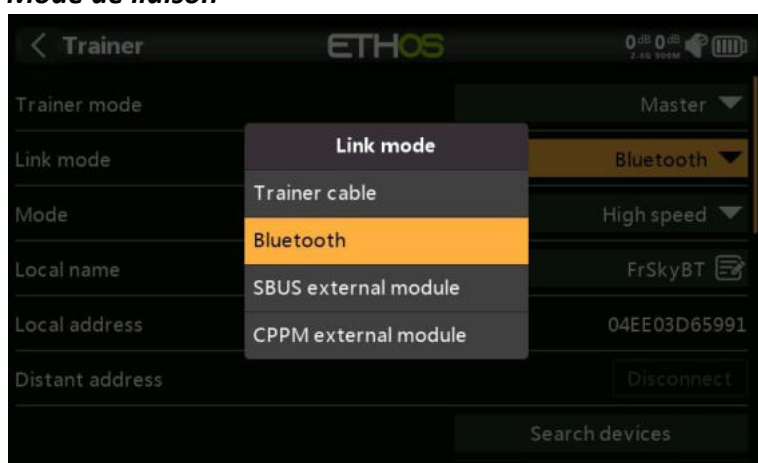 Mode de liaison
Trainer ETHOS 0dB 0dB
2.4G 900M
Trainer mode Master
Link mode Bluetooth
Mode High speed
Local name FrSkyBT
Local address 04EE03D65991
Distant address Disconnect
Search devices
Link mode
Trainer cable
Bluetooth
SBUS external module
CPPM external module